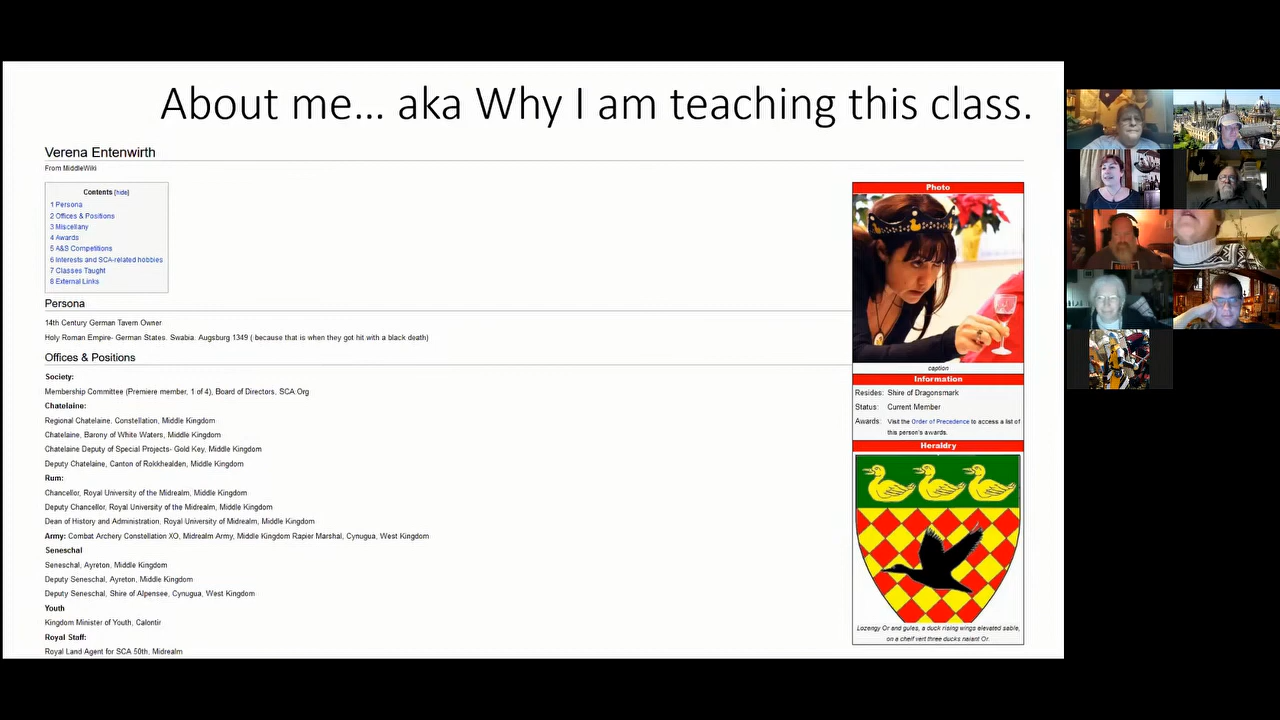 About me... aka Why I am teaching this class.
Verena Entenwirth
From MiddleWiki
Contents [hide]
1 Persona
2 Offices & Positions
3 Miscellany
4 Awards
5 A&S Competitions
6 Interests and SCA-related hobbies
7 Classes Taught
8 External Links
Persona
14th Century German Tavern Owner
Holy Roman Empire- German States. Swabia. Augsburg 1349 ( because that is when they got hit with a black death)
Offices & Positions
Society:
Membership Committee (Premiere member, 1 of 4), Board of Directors, SCA Org
Chatelaine:
Regional Chatelaine, Constellation, Middle Kingdom
Chatelaine, Barony of White Waters, Middle Kingdom
Chatelaine Deputy of Special Projects- Gold Key, Middle Kingdom
Deputy Chatelaine, Canton of Rokkhealden, Middle Kingdom
Rum:
Chancellor, Royal University of the Midrealm, Middle Kingdom
Deputy Chancellor, Royal University of the Midrealm, Middle Kingdom
Dean of History and Administration, Royal University of Midrealm, Middle Kingdom
Army: Combat Archery Constellation XO, Midrealm Army, Middle Kingdom Rapier Marshal, Cynugua, West Kingdom
Seneschal
Seneschal, Ayreton, Middle Kingdom
Deputy Seneschal, Ayreton, Middle Kingdom
Deputy Seneschal, Shire of Alpensee, Cynugua, West Kingdom
Youth
Kingdom Minister of Youth, Calontir
Royal Staff:
Royal Land Agent for SCA 50th, Midrealm
Photo
caption
Information
Resides: Shire of Dragonsmark
Status: Current Member
Awards: Visit the Order of Precedence to access a list of
this person's awards.
Heraldry
Lozengy Or and gules, a duck rising wings elevated sable,
on a cheif vert three ducks naiant Or.